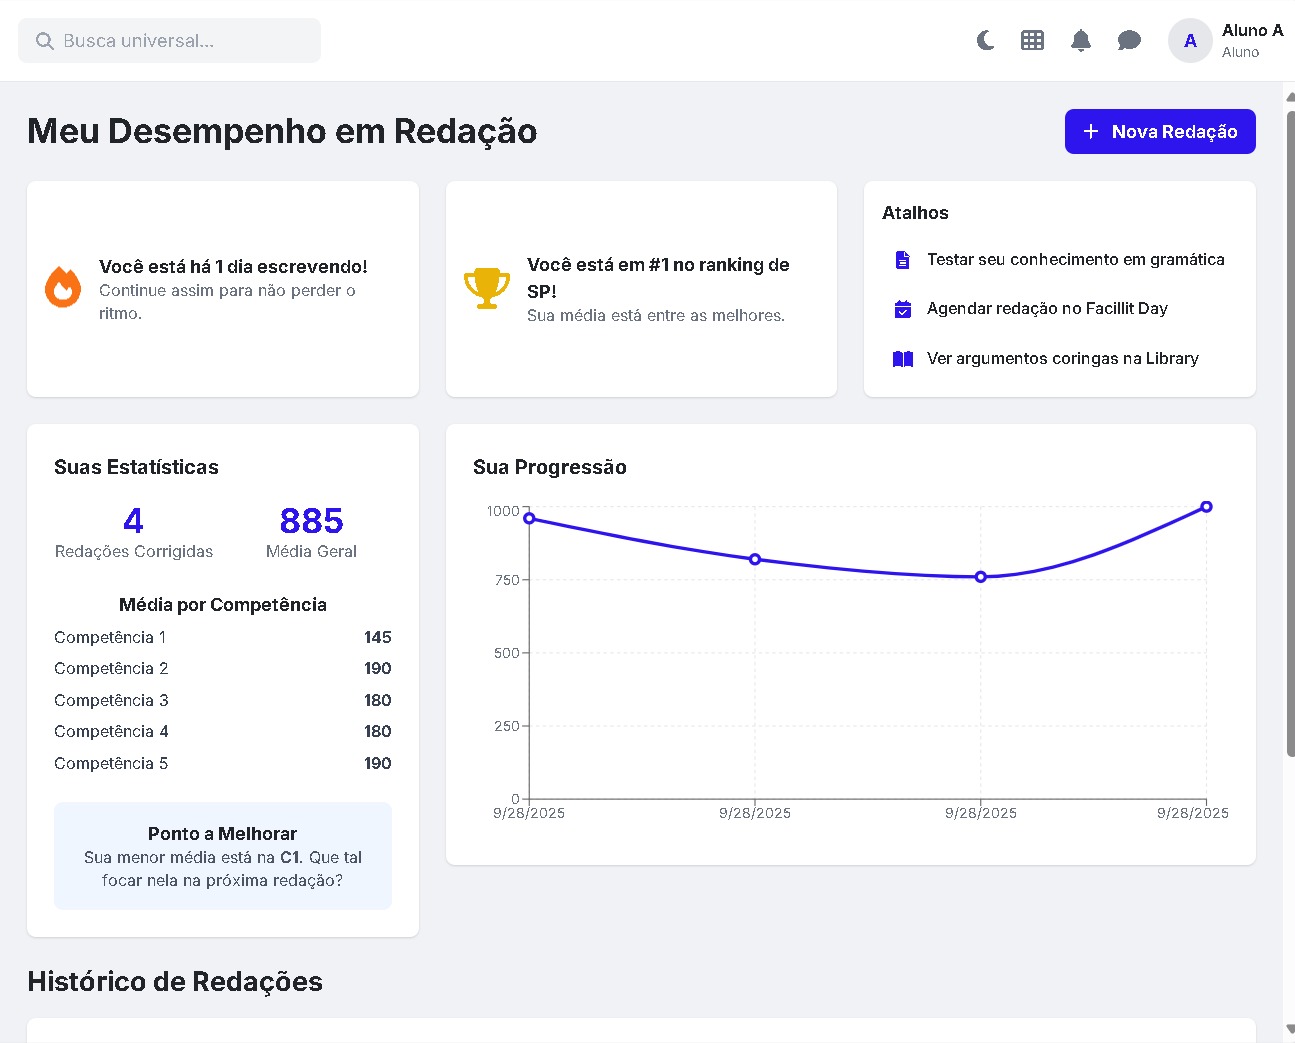 Busca universal...
A
Aluno A
Aluno
Meu Desempenho em Redação
Nova Redação
Você está há 1 dia escrevendo!
Continue assim para não perder o
ritmo.
Você está em #1 no ranking de
SP!
Sua média está entre as melhores.
Atalhos
Testar seu conhecimento em gramática
Agendar redação no Facillit Day
Ver argumentos coringas na Library
Suas Estatísticas
4
Redações Corrigidas
885
Média Geral
Média por Competência
Competência 1 145
Competência 2 190
Competência 3 180
Competência 4 180
Competência 5 190
Ponto a Melhorar
Sua menor média está na C1. Que tal
focar nela na próxima redação?
Sua Progressão
1000
750
500
250
0
9/28/2025 9/28/2025 9/28/2025 9/28/2025
Histórico de Redações